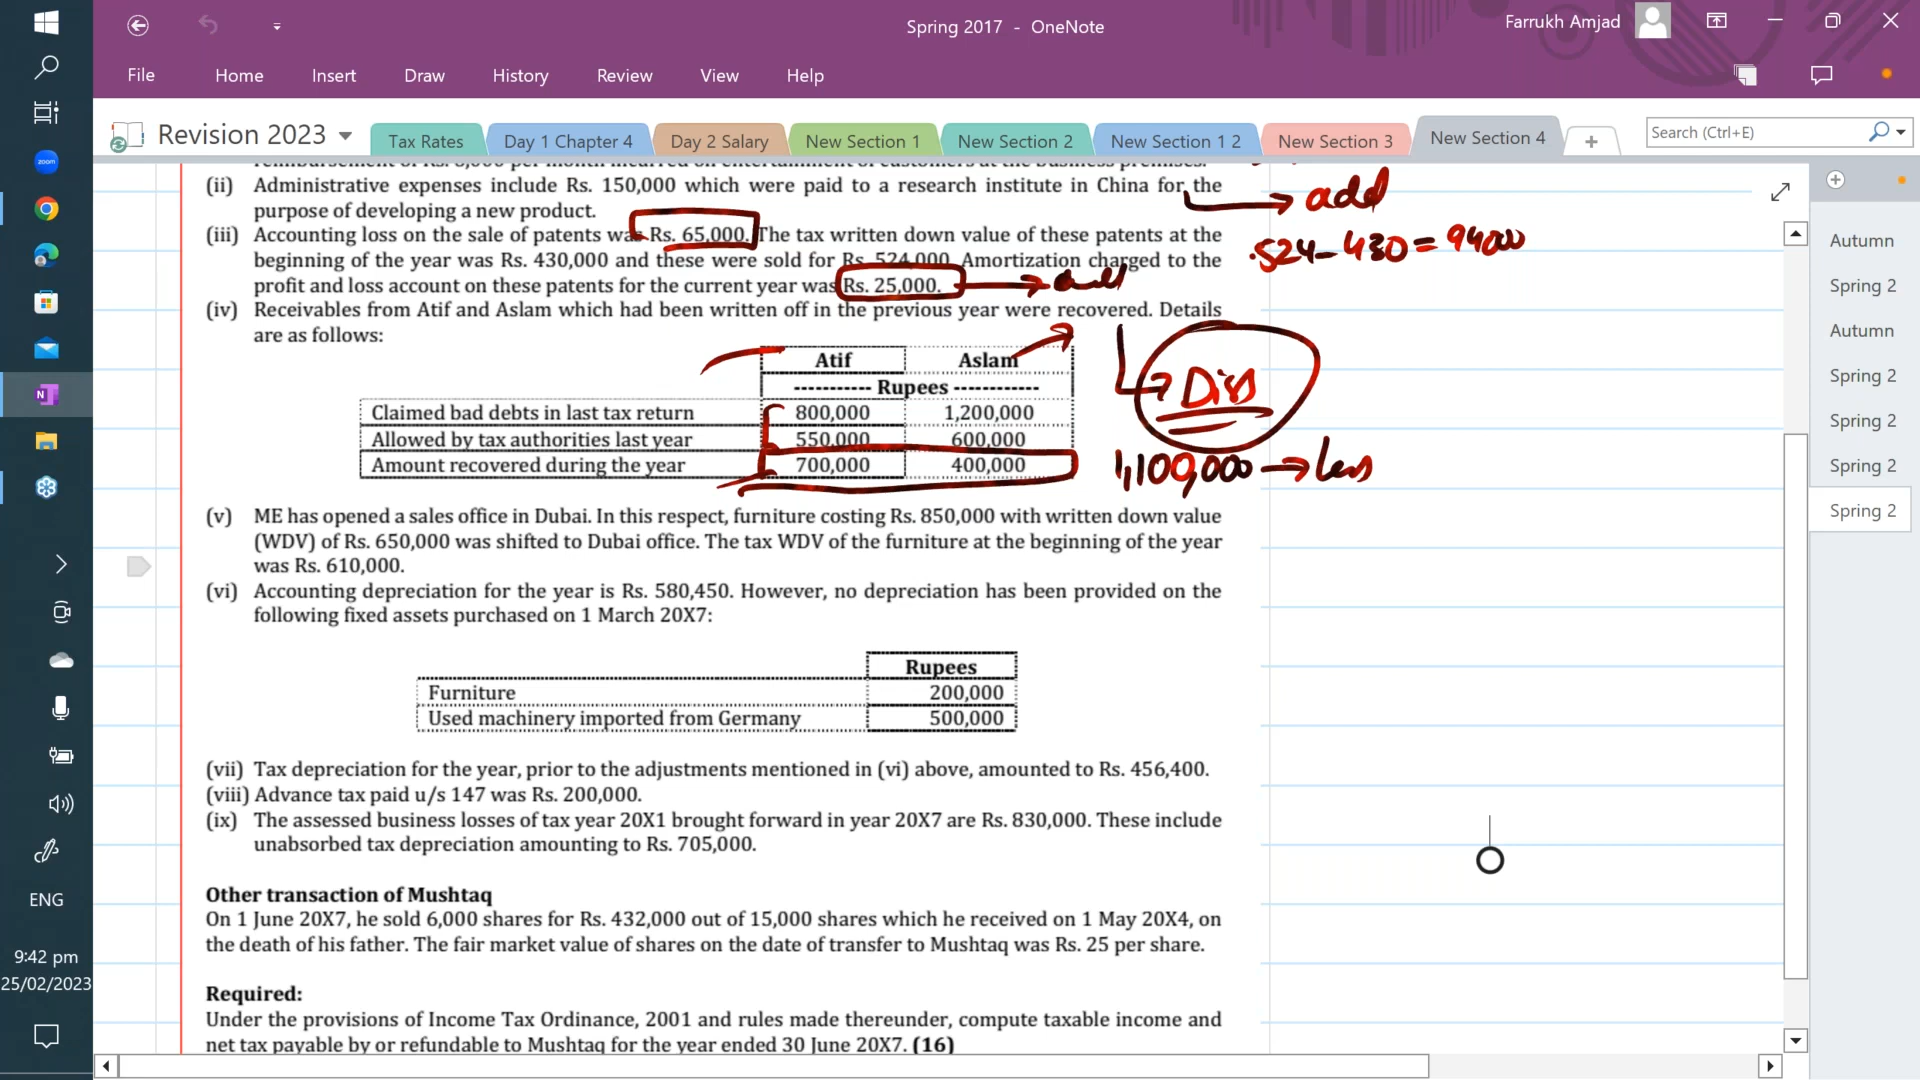 Spring 2017 - OneNote
Farrukh Amjad
File Home Insert Draw History Review View Help
Revision 2023
Tax Rates Day 1 Chapter 4 Day 2 Salary New Section 1 New Section 2 New Section 1 2 New Section 3 New Section 4
Search (Ctrl+E)
reimbursement of Rs. 8,000 per month incurred on entertainment of customers at the business premises.
(ii) Administrative expenses include Rs. 150,000 which were paid to a research institute in China for the
purpose of developing a new product.
add
(iii) Accounting loss on the sale of patents was Rs. 65,000. The tax written down value of these patents at the
beginning of the year was Rs. 430,000 and these were sold for Rs. 524,000. Amortization charged to the
profit and loss account on these patents for the current year was Rs. 25,000.
524-430=94000
add
(iv) Receivables from Atif and Aslam which had been written off in the previous year were recovered. Details
are as follows:
Atif Aslam
----------- Rupees ------------
Claimed bad debts in last tax return 800,000 1,200,000
Allowed by tax authorities last year 550,000 600,000
Amount recovered during the year 700,000 400,000
Diss
1,100,000 → less
(v) ME has opened a sales office in Dubai. In this respect, furniture costing Rs. 850,000 with written down value
(WDV) of Rs. 650,000 was shifted to Dubai office. The tax WDV of the furniture at the beginning of the year
was Rs. 610,000.
(vi) Accounting depreciation for the year is Rs. 580,450. However, no depreciation has been provided on the
following fixed assets purchased on 1 March 20X7:
Rupees
Furniture 200,000
Used machinery imported from Germany 500,000
(vii) Tax depreciation for the year, prior to the adjustments mentioned in (vi) above, amounted to Rs. 456,400.
(viii) Advance tax paid u/s 147 was Rs. 200,000.
(ix) The assessed business losses of tax year 20X1 brought forward in year 20X7 are Rs. 830,000. These include
unabsorbed tax depreciation amounting to Rs. 705,000.
Other transaction of Mushtaq
On 1 June 20X7, he sold 6,000 shares for Rs. 432,000 out of 15,000 shares which he received on 1 May 20X4, on
the death of his father. The fair market value of shares on the date of transfer to Mushtaq was Rs. 25 per share.
Required:
Under the provisions of Income Tax Ordinance, 2001 and rules made thereunder, compute taxable income and
net tax payable by or refundable to Mushtaq for the year ended 30 June 20X7. (16)
Autumn
Spring 2
Autumn
Spring 2
Spring 2
Spring 2
Spring 2
zoom
ENG
9:42 pm
25/02/2023